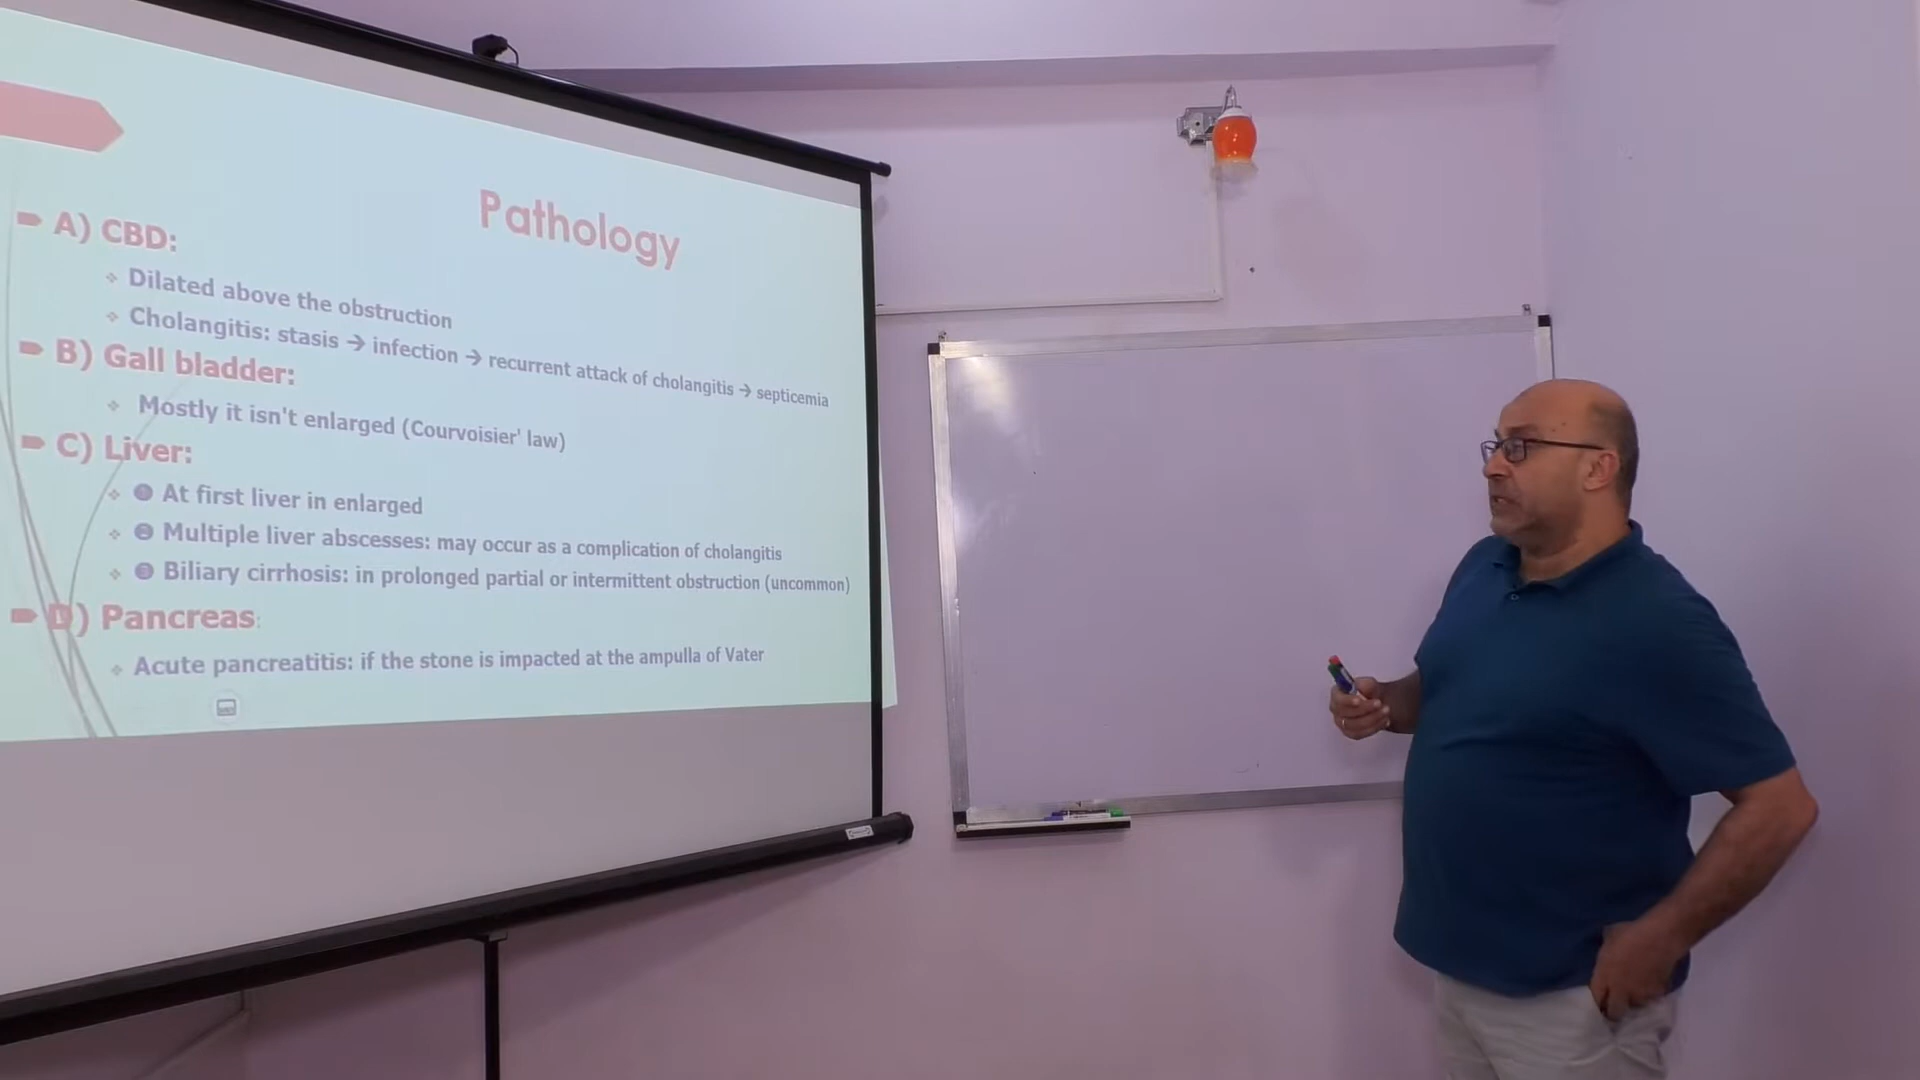 Pathology
A) CBD:
Dilated above the obstruction
Cholangitis: stasis → infection → recurrent attack of cholangitis → septicemia
B) Gall bladder:
Mostly it isn't enlarged (Courvoisier' law)
C) Liver:
❶ At first liver in enlarged
❷ Multiple liver abscesses: may occur as a complication of cholangitis
❸ Biliary cirrhosis: in prolonged partial or intermittent obstruction (uncommon)
D) Pancreas:
Acute pancreatitis: if the stone is impacted at the ampulla of Vater